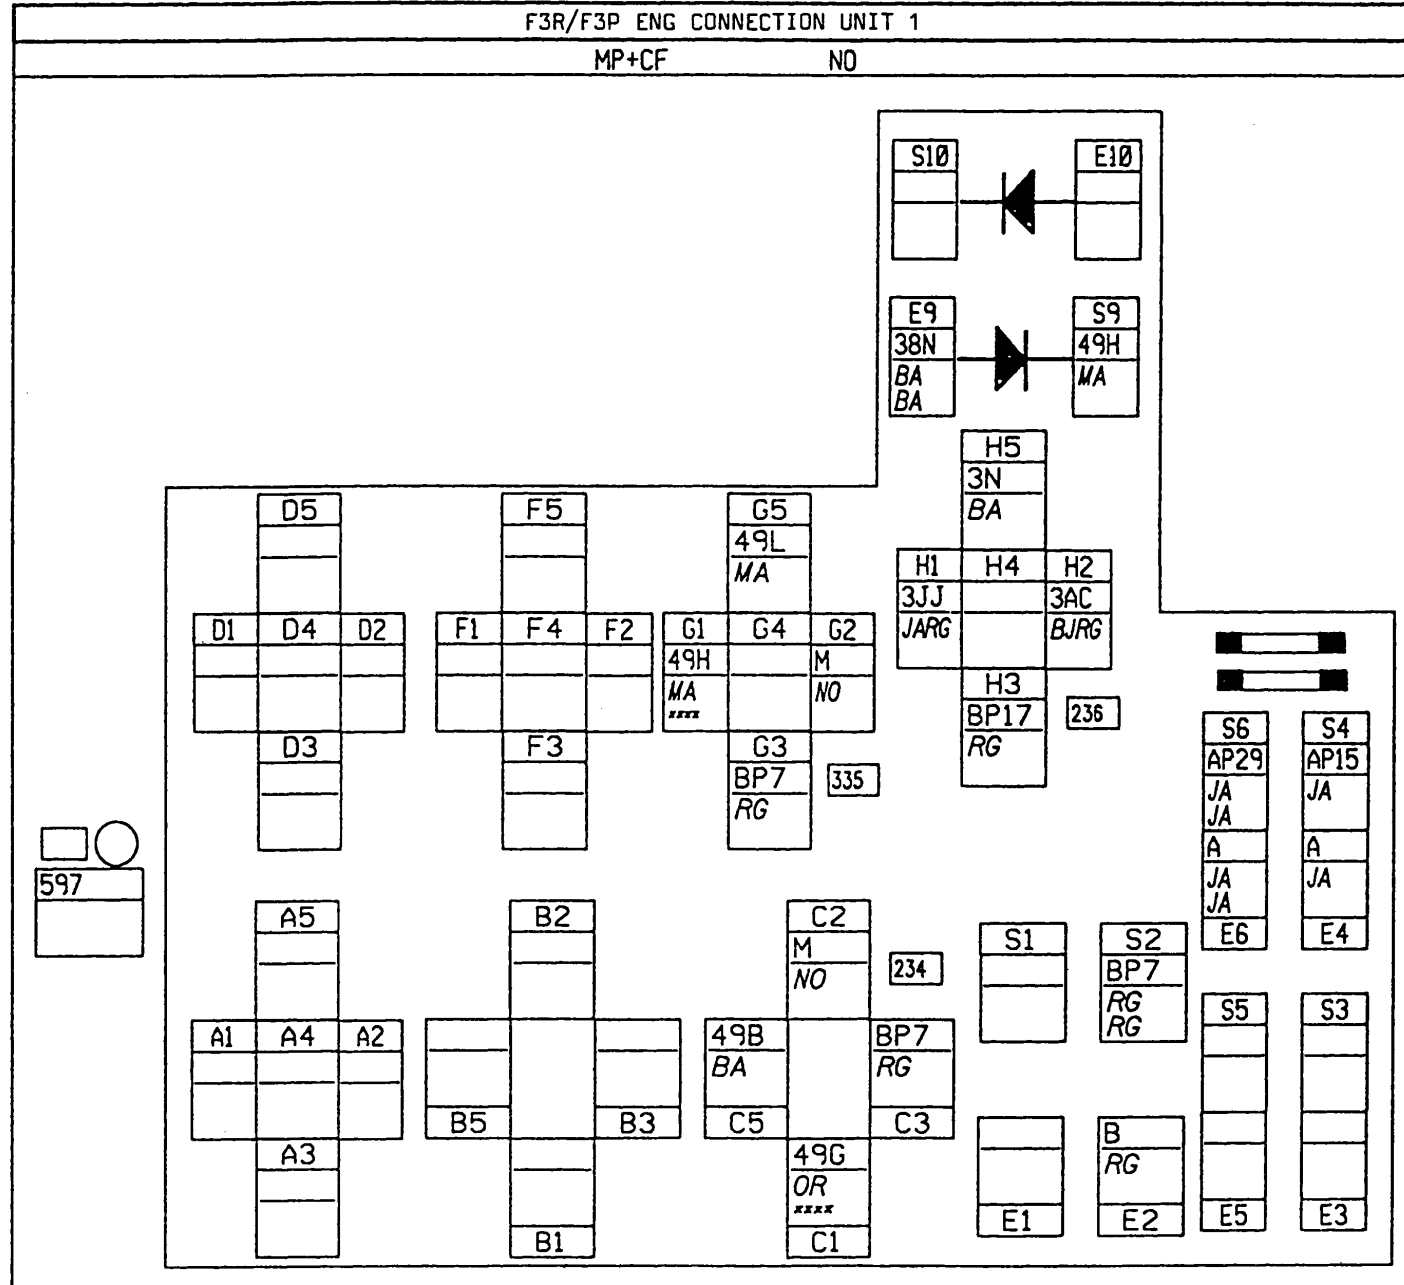 F3R/F3P ENG CONNECTION UNIT 1
MP+CF NO
S10 E10
E9 S9
38N 49H
BA MA
BA
H5
3N
BA
D5 F5 G5
49L
MA
H1 H4 H2
3JJ 3AC
JARG BJRG
D1 D4 D2 F1 F4 F2 G1 G4 G2
49H M
MA NO
xxxx
H3
BP17 236
RG
D3 F3 G3
BP7 335
RG
S6 S4
AP29 AP15
JA JA
JA
A A
JA JA
JA
E6 E4
597
A5 B2 C2
M 234
NO
S1 S2
BP7
RG
RG
A1 A4 A2
49B BP7
BA RG
B5 B3 C5 C3
S5 S3
A3
49G
OR
xxxx
B1 C1
B
RG
E1 E2 E5 E3